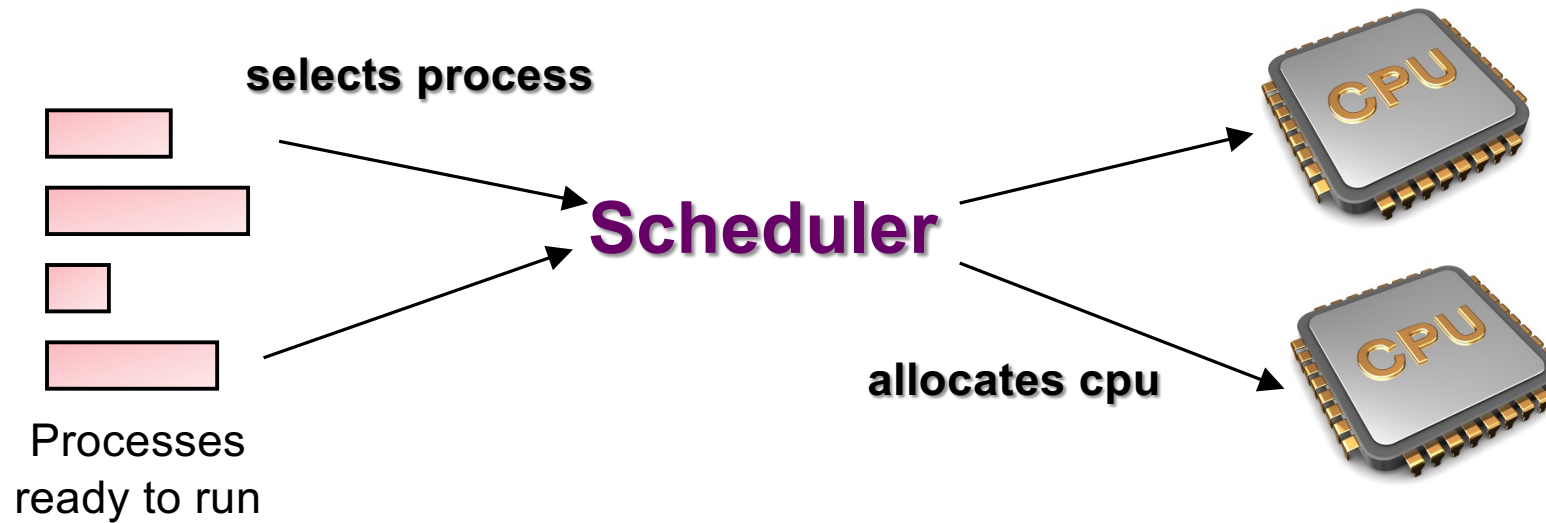 selects process
CPU
Scheduler
allocates cpu
CPU
Processes
ready to run